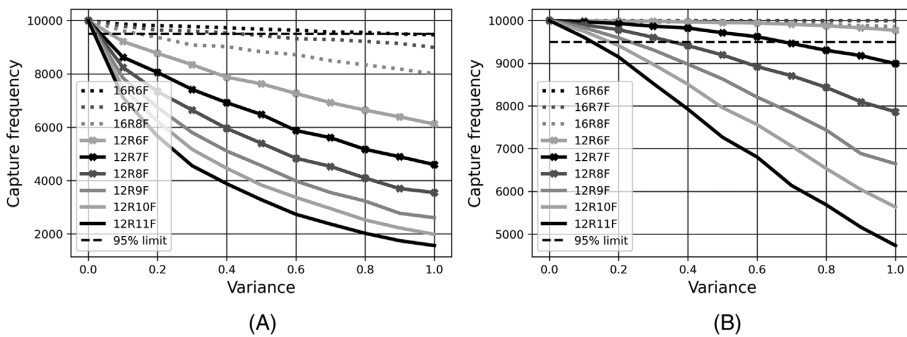 10000
8000
6000
4000
2000
Capture frequency
16R6F
16R7F
16R8F
12R6F
12R7F
12R8F
12R9F
12R10F
12R11F
95% limit
0.0 0.2 0.4 0.6 0.8 1.0
Variance
(A)
10000
9000
8000
7000
6000
5000
Capture frequency
16R6F
16R7F
16R8F
12R6F
12R7F
12R8F
12R9F
12R10F
12R11F
95% limit
0.0 0.2 0.4 0.6 0.8 1.0
Variance
(B)